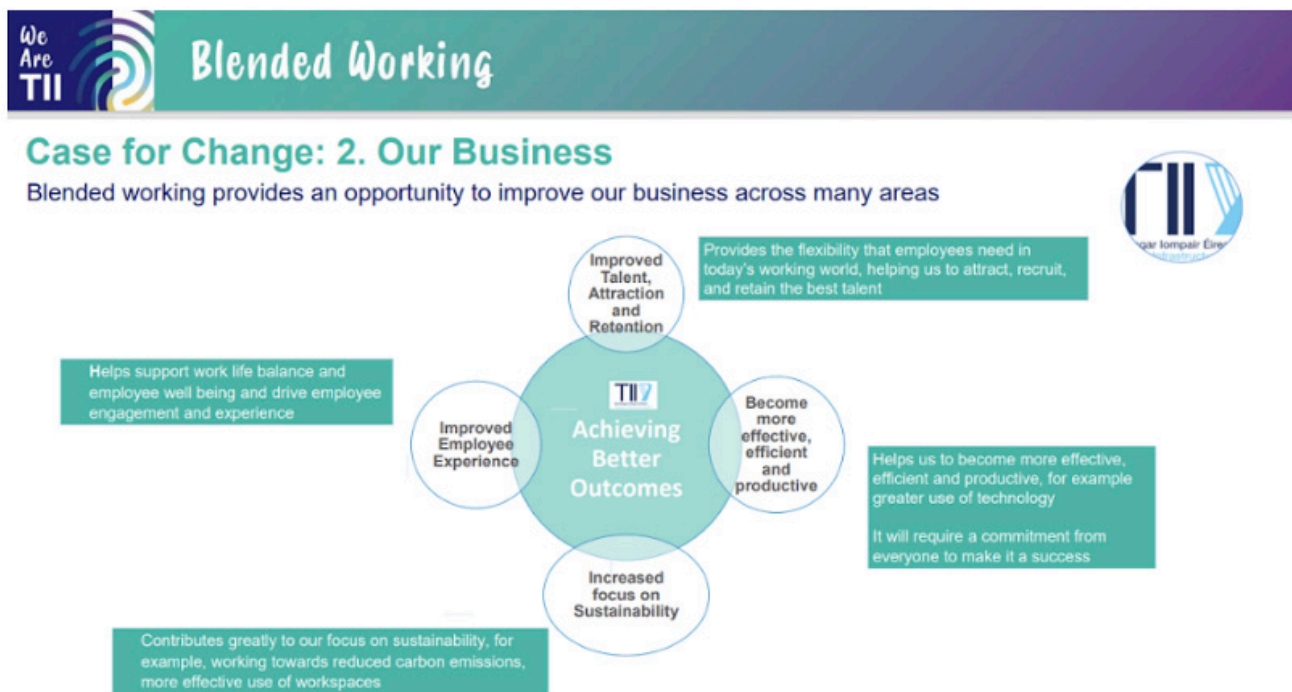 We
Are
TII
Blended Working
Case for Change: 2. Our Business
Blended working provides an opportunity to improve our business across many areas
TII
gar Iompair Éire
Infrastructu
Improved
Talent,
Attraction
and
Retention
Provides the flexibility that employees need in
today's working world, helping us to attract, recruit,
and retain the best talent
Helps support work life balance and
employee well being and drive employee
engagement and experience
Improved
Employee
Experience
TII
Achieving
Better
Outcomes
Become
more
effective,
efficient
and
productive
Helps us to become more effective,
efficient and productive, for example
greater use of technology
It will require a commitment from
everyone to make it a success
Increased
focus on
Sustainability
Contributes greatly to our focus on sustainability, for
example, working towards reduced carbon emissions,
more effective use of workspaces